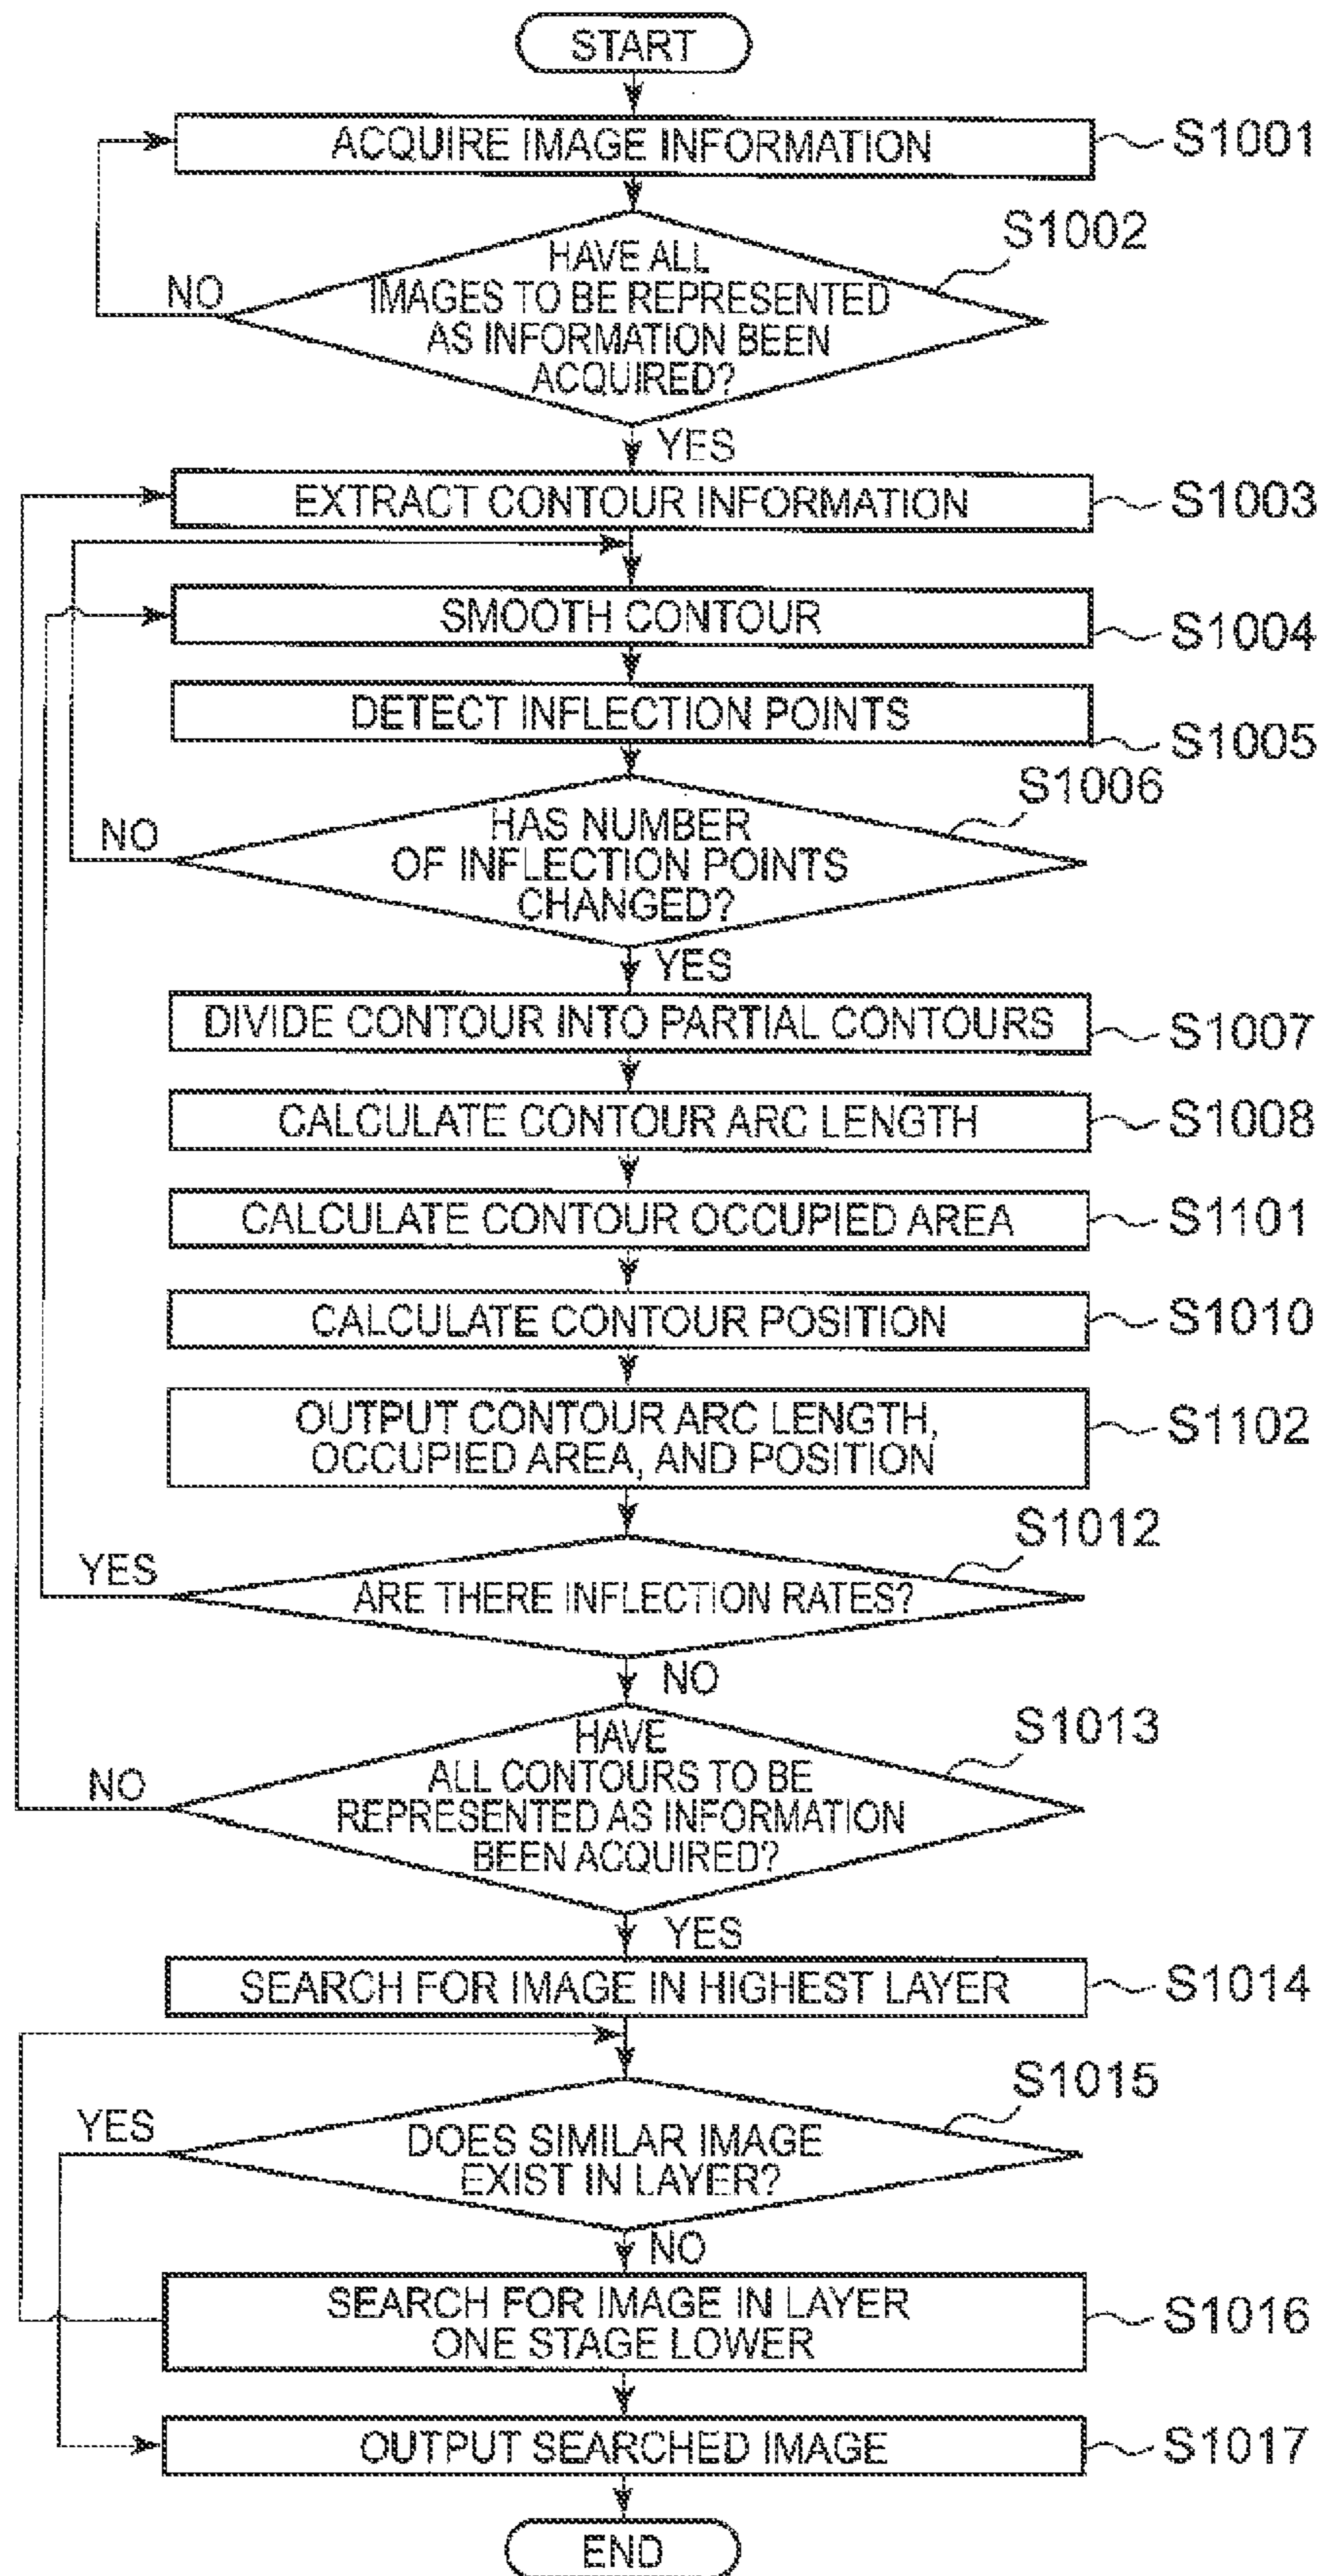 START
ACQUIRE IMAGE INFORMATION
S1001
S1002
HAVE ALL
IMAGES TO BE REPRESENTED
AS INFORMATION BEEN
ACQUIRED?
NO
YES
EXTRACT CONTOUR INFORMATION
S1003
SMOOTH CONTOUR
S1004
DETECT INFLECTION POINTS
S1005
S1006
HAS NUMBER
OF INFLECTION POINTS
CHANGED?
NO
YES
DIVIDE CONTOUR INTO PARTIAL CONTOURS
S1007
CALCULATE CONTOUR ARC LENGTH
S1008
CALCULATE CONTOUR OCCUPIED AREA
S1101
CALCULATE CONTOUR POSITION
S1010
OUTPUT CONTOUR ARC LENGTH,
OCCUPIED AREA, AND POSITION
S1102
S1012
YES
ARE THERE INFLECTION RATES?
NO
S1013
HAVE
ALL CONTOURS TO BE
REPRESENTED AS INFORMATION
BEEN ACQUIRED?
NO
YES
SEARCH FOR IMAGE IN HIGHEST LAYER
S1014
S1015
YES
DOES SIMILAR IMAGE
EXIST IN LAYER?
NO
SEARCH FOR IMAGE IN LAYER
ONE STAGE LOWER
S1016
OUTPUT SEARCHED IMAGE
S1017
END